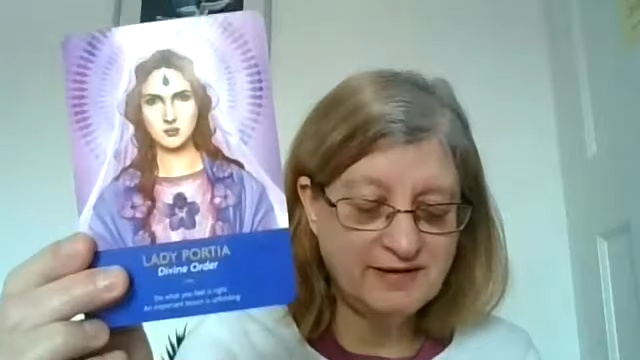 LADY PORTIA
Divine Order
Do what you feel is right
An important lesson is unfolding